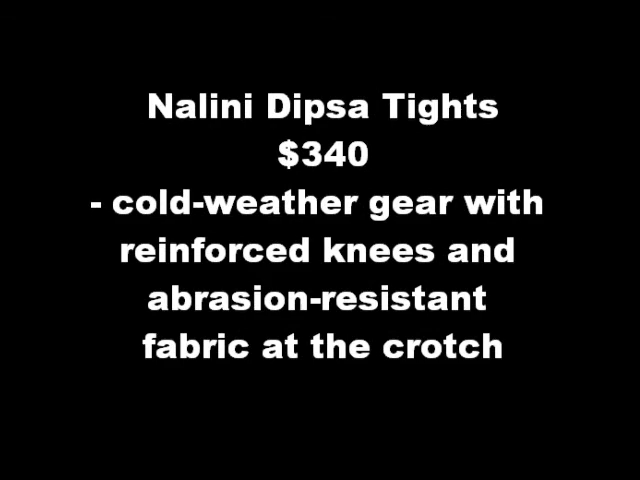 Nalini Dipsa Tights
$340
- cold-weather gear with
reinforced knees and
abrasion-resistant
fabric at the crotch